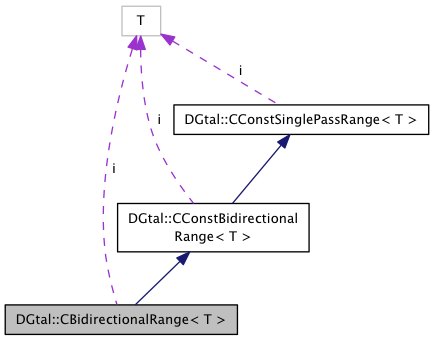 T
i
DGtal::CConstSinglePassRange< T >
i
i
DGtal::CConstBidirectional
Range< T >
DGtal::CBidirectionalRange< T >